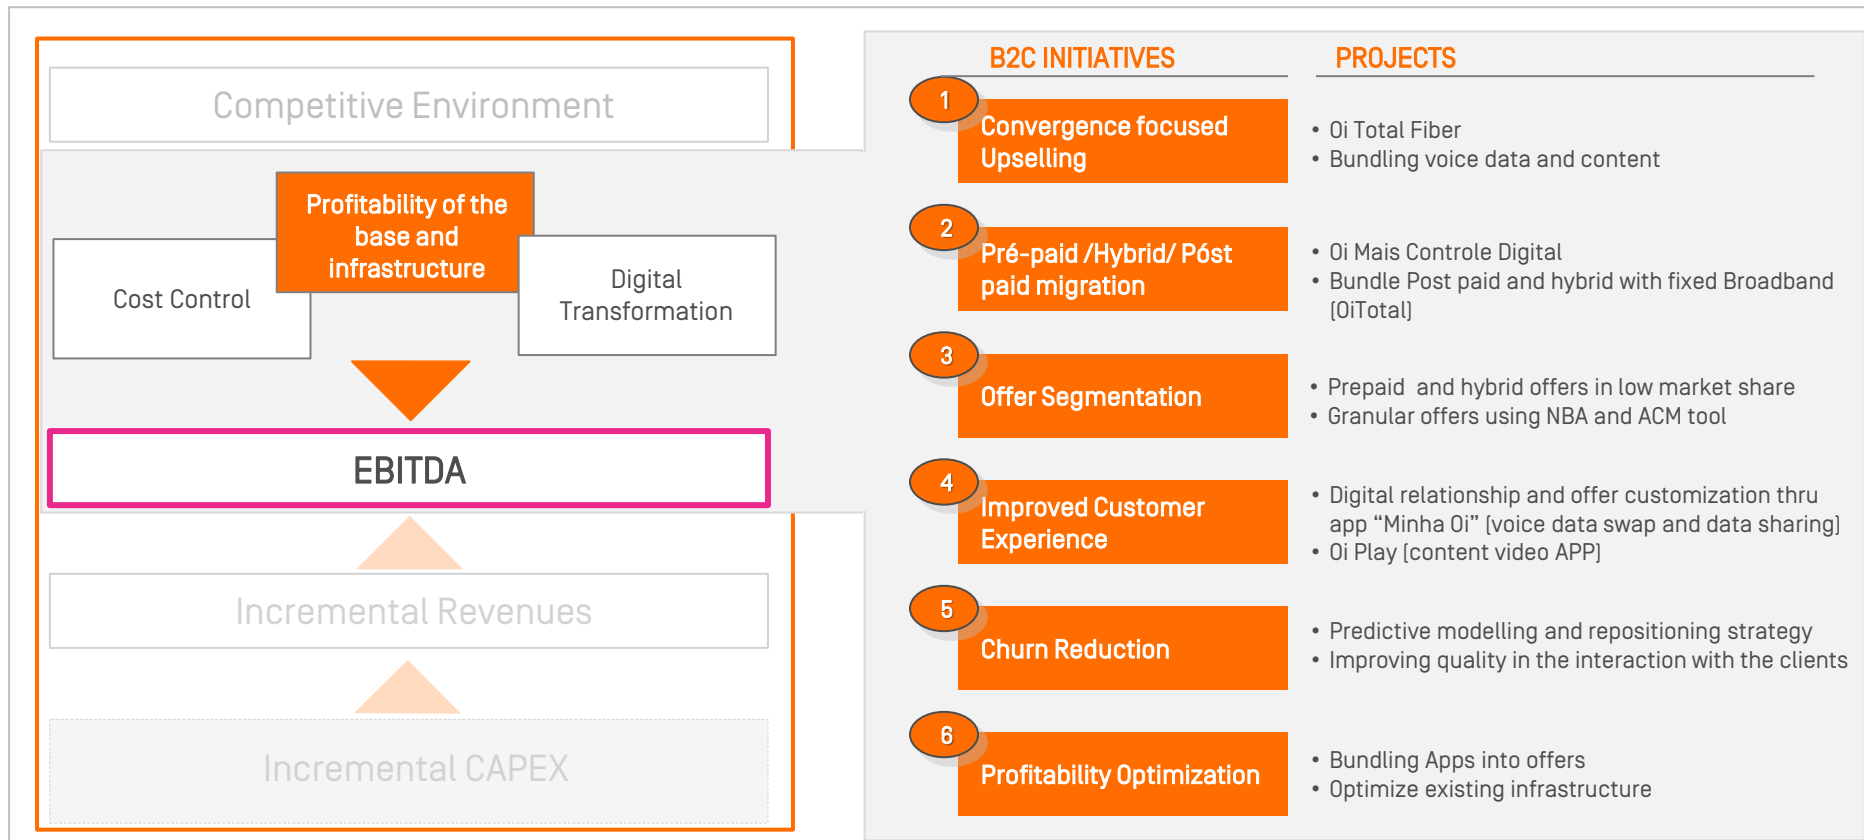 Competitive Environment
Profitability of the
base and
infrastructure
Cost Control
Digital
Transformation
EBITDA
Incremental Revenues
Incremental CAPEX
B2C INITIATIVES
PROJECTS
1
Convergence focused
Upselling
• Oi Total Fiber
• Bundling voice data and content
2
Pré-paid /Hybrid/ Póst
paid migration
• Oi Mais Controle Digital
• Bundle Post paid and hybrid with fixed Broadband
(OiTotal)
3
Offer Segmentation
• Prepaid  and hybrid offers in low market share
• Granular offers using NBA and ACM tool
4
Improved Customer
Experience
• Digital relationship and offer customization thru
app “Minha Oi” (voice data swap and data sharing)
• Oi Play (content video APP)
5
Churn Reduction
• Predictive modelling and repositioning strategy
• Improving quality in the interaction with the clients
6
Profitability Optimization
• Bundling Apps into offers
• Optimize existing infrastructure